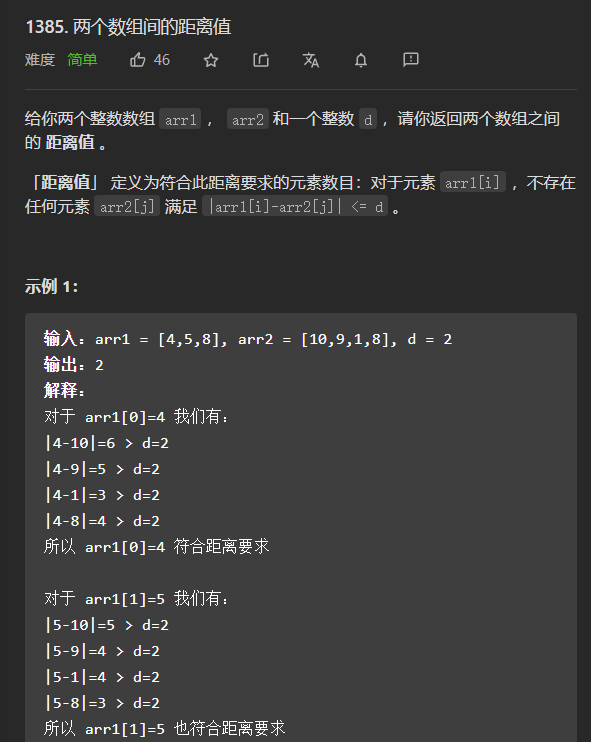 1385. 两个数组间的距离值
难度 简单 46
给你两个整数数组 arr1 ， arr2 和一个整数 d ，请你返回两个数组之间
的 距离值 。
「距离值」 定义为符合此距离要求的元素数目：对于元素 arr1[i] ，不存在
任何元素 arr2[j] 满足 |arr1[i]-arr2[j]| <= d 。
示例 1：
输入：arr1 = [4,5,8], arr2 = [10,9,1,8], d = 2
输出：2
解释：
对于 arr1[0]=4 我们有：
|4-10|=6 > d=2
|4-9|=5 > d=2
|4-1|=3 > d=2
|4-8|=4 > d=2
所以 arr1[0]=4 符合距离要求
对于 arr1[1]=5 我们有：
|5-10|=5 > d=2
|5-9|=4 > d=2
|5-1|=4 > d=2
|5-8|=3 > d=2
所以 arr1[1]=5 也符合距离要求